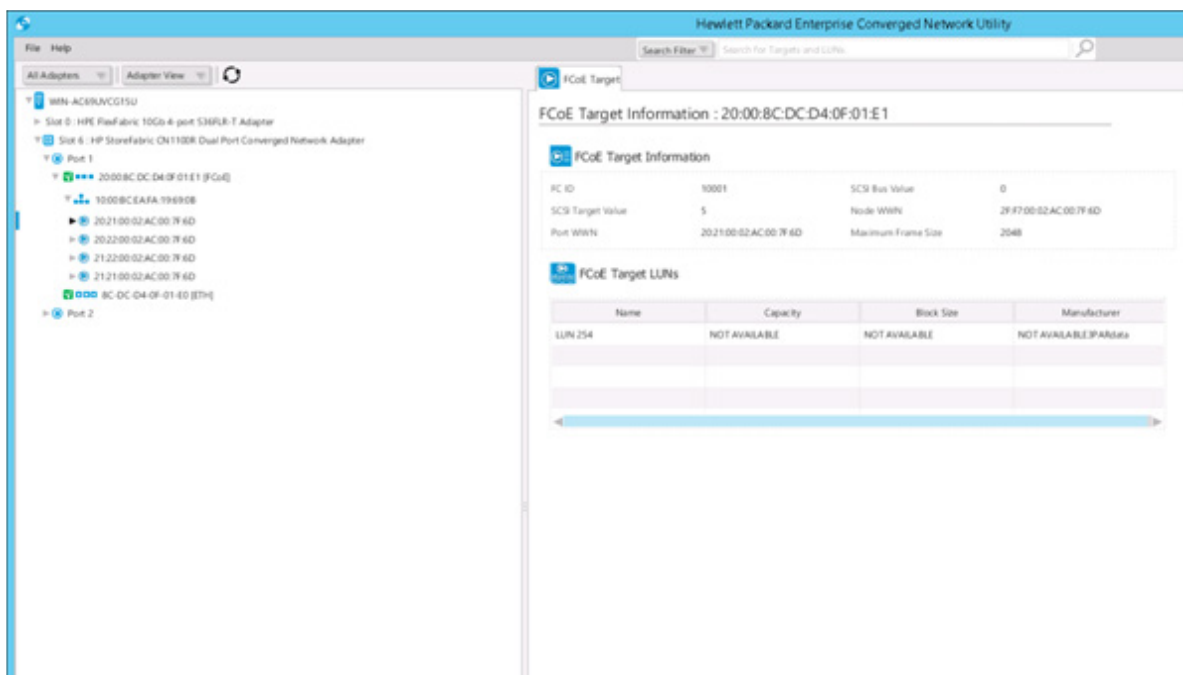 Hewlett Packard Enterprise Converged Network Utility
File Help
Search Filter Search for Targets and LUNs.
All Adapters Adapter View
FCoE Target
WIN-AC69UVCG1SU
Slot 0 : HPE FlexFabric 10Gb 4-port 536FLR-T Adapter
Slot 6 : HP StoreFabric CN1100R Dual Port Converged Network Adapter
Port 1
20:00:8C:DC:D4:0F:01:E1 [FCoE]
10:00:8C:EA:FA:19:69:0B
20:21:00:02:AC:00:7F:6D
20:22:00:02:AC:00:7F:6D
21:22:00:02:AC:00:7F:6D
21:21:00:02:AC:00:7F:6D
8C-DC-D4-0F-01-E0 [ETH]
Port 2
FCoE Target Information : 20:00:8C:DC:D4:0F:01:E1
FCoE Target Information
FC ID 10001 SCSI Bus Value 0
SCSI Target Value 5 Node WWN 2F:F7:00:02:AC:00:7F:6D
Port WWN 20:21:00:02:AC:00:7F:6D Maximum Frame Size 2048
FCoE Target LUNs
Name Capacity Block Size Manufacturer
LUN 254 NOT AVAILABLE NOT AVAILABLE NOT AVAILABLE3PARdata